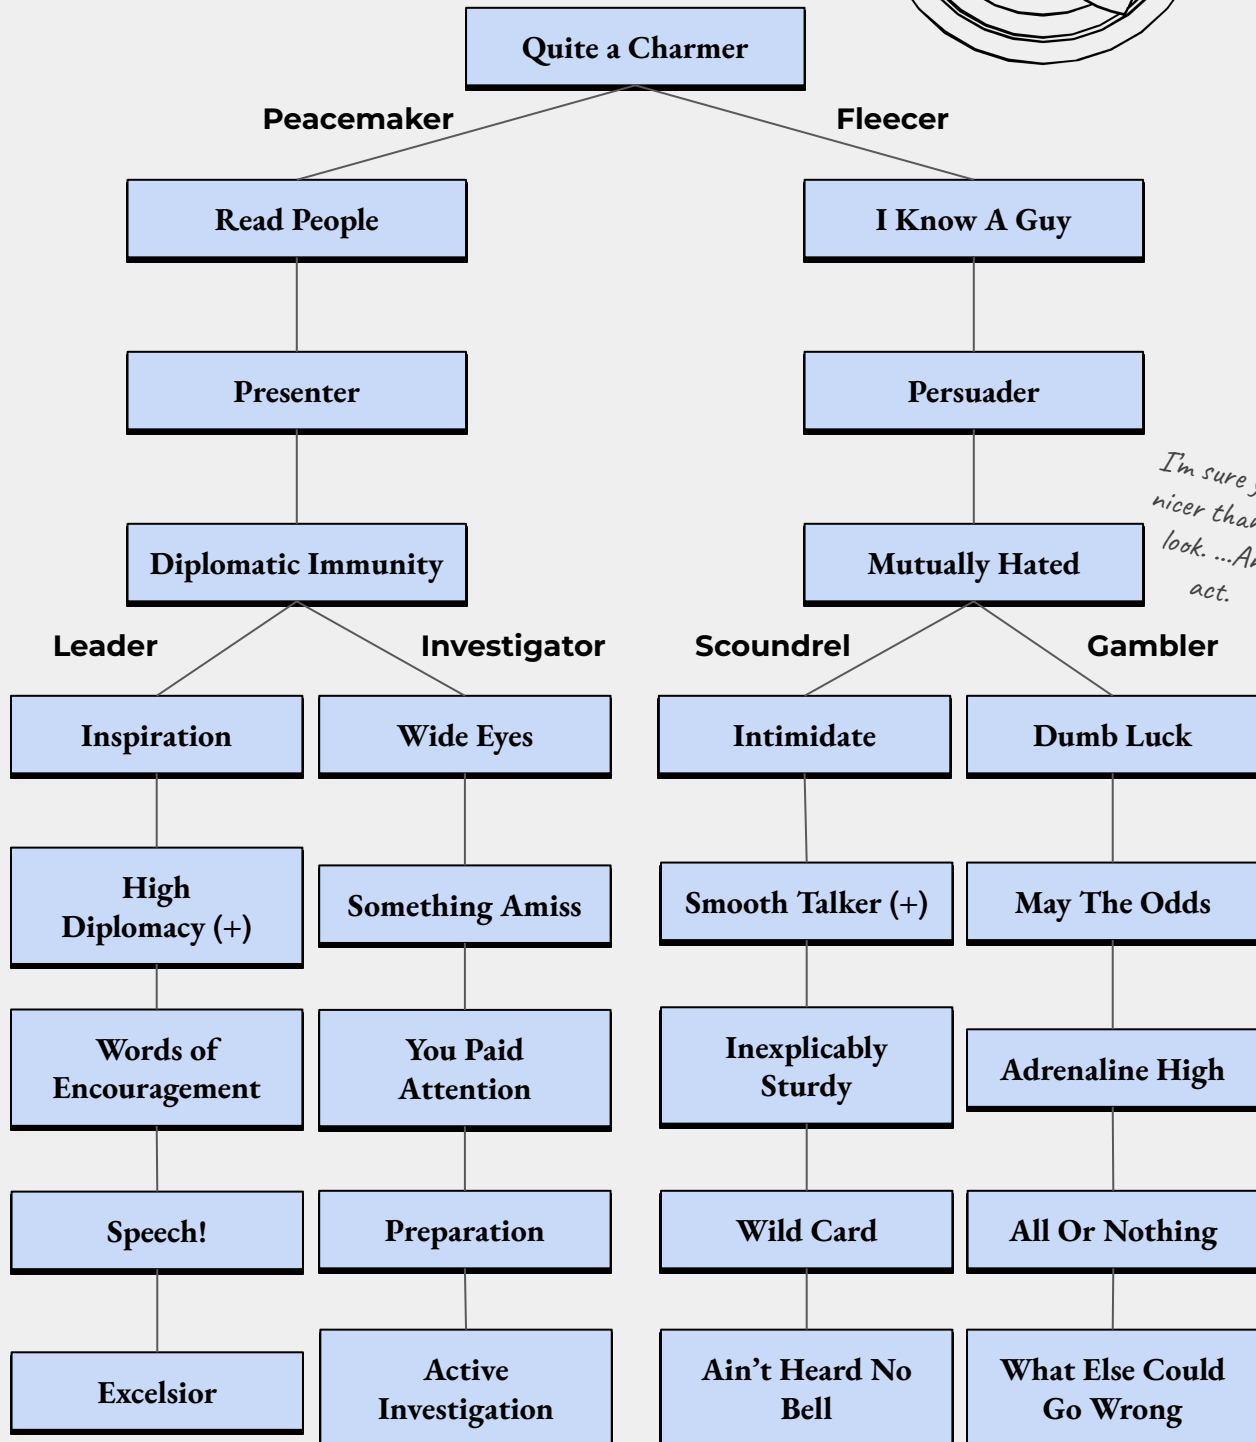 Quite a Charmer
Peacemaker
Fleecer
Read People
I Know A Guy
Presenter
Persuader
I'm sure
nicer than
look. ...
act.
Diplomatic Immunity
Mutually Hated
Leader
Investigator
Scoundrel
Gambler
Inspiration
Wide Eyes
Intimidate
Dumb Luck
High
Diplomacy (+)
Something Amiss
Smooth Talker (+)
May The Odds
Words of
Encouragement
You Paid
Attention
Inexplicably
Sturdy
Adrenaline High
Speech!
Preparation
Wild Card
All Or Nothing
Excelsior
Active
Investigation
Ain't Heard No
Bell
What Else Could
Go Wrong